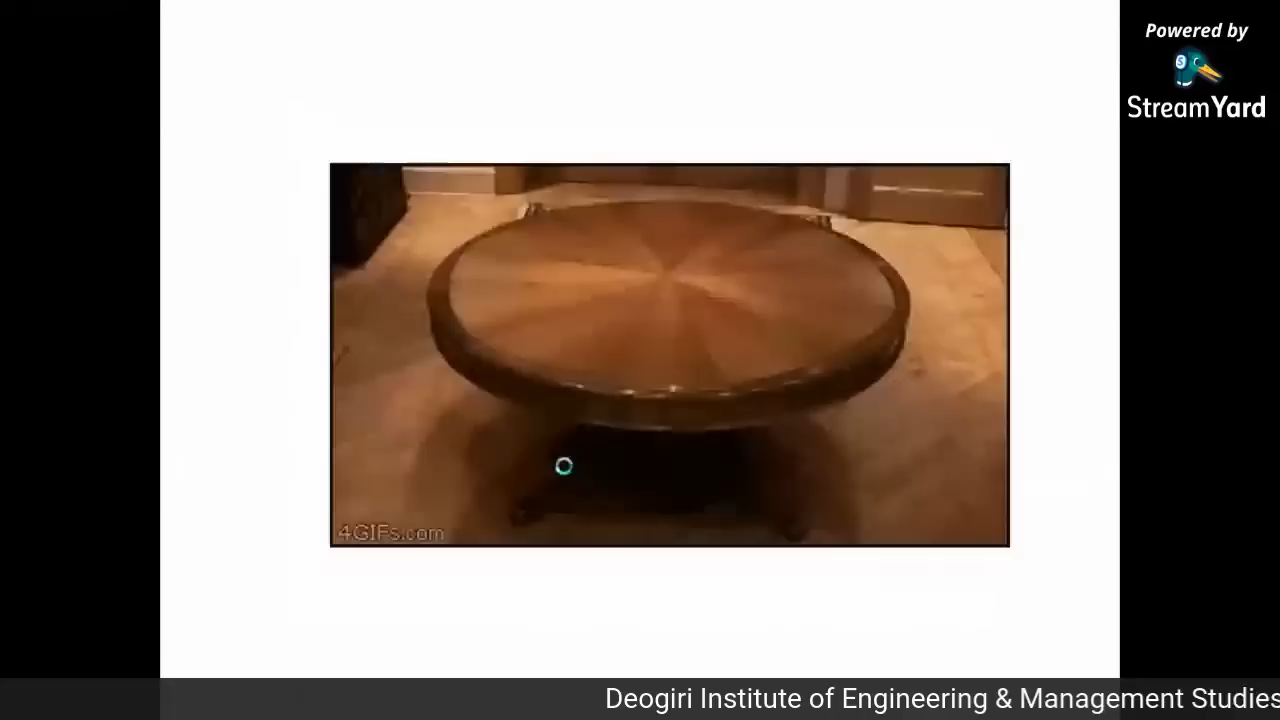 Powered by
StreamYard
4GIFs.com
Deogiri Institute of Engineering & Management Studies